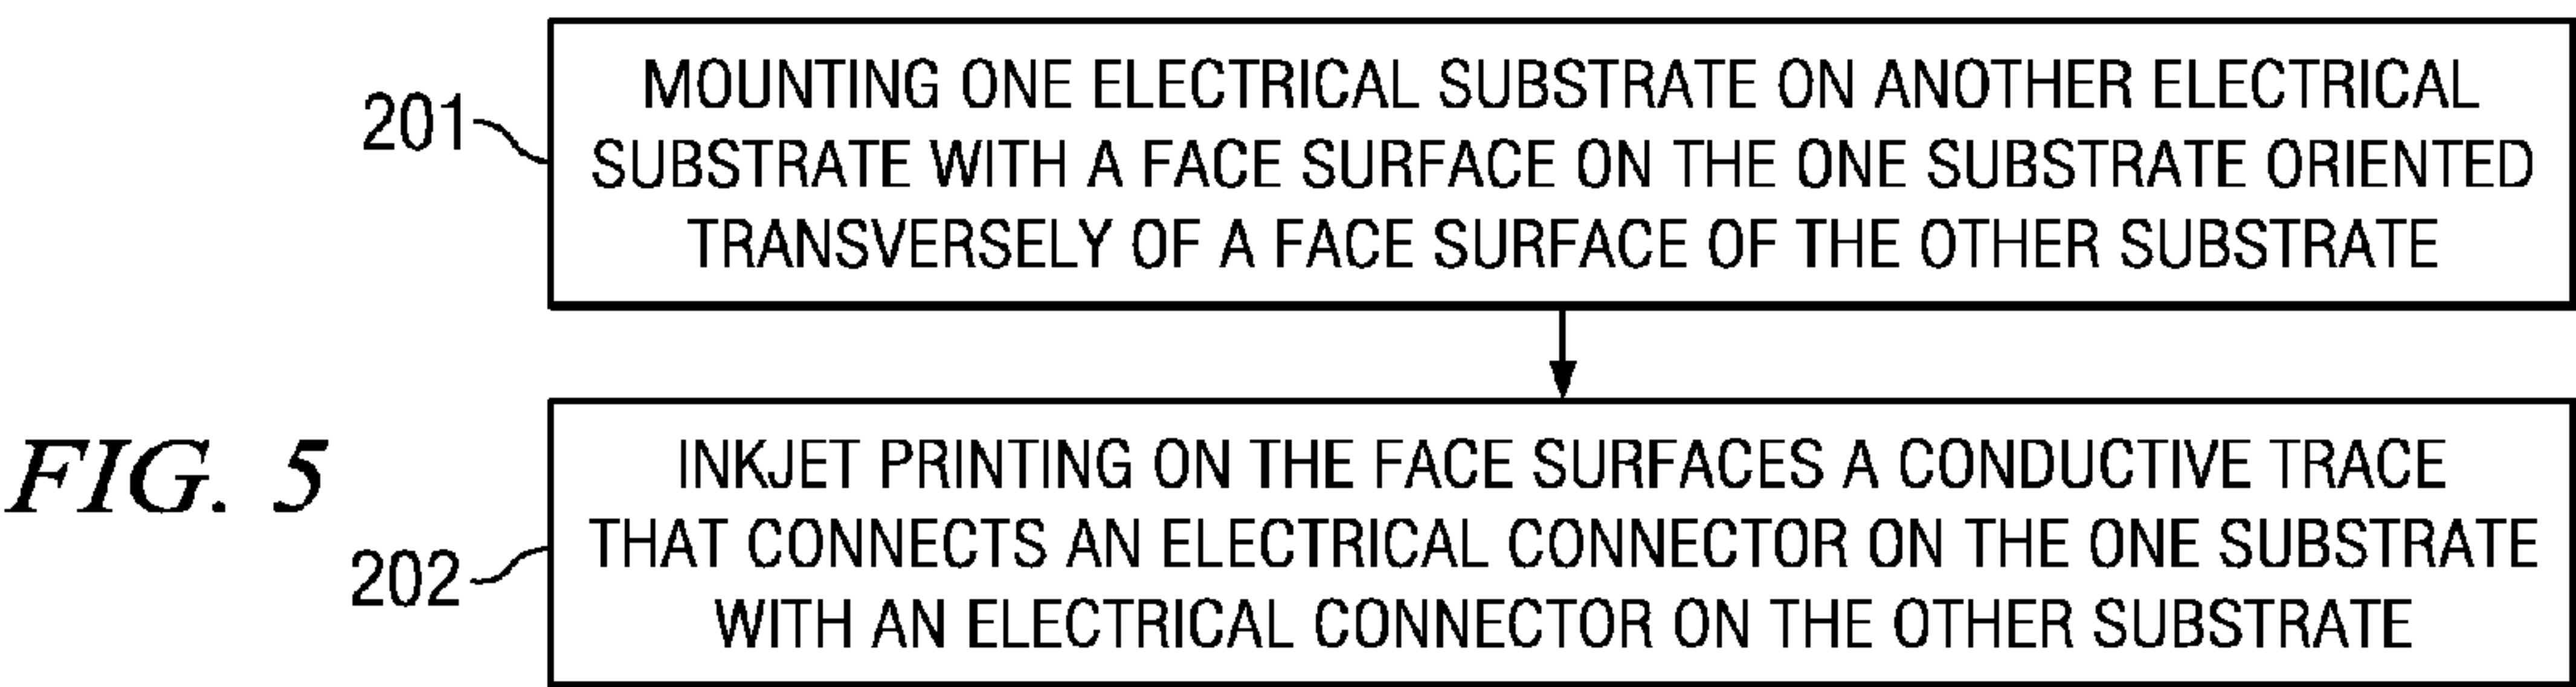 201
MOUNTING ONE ELECTRICAL SUBSTRATE ON ANOTHER ELECTRICAL
SUBSTRATE WITH A FACE SURFACE ON THE ONE SUBSTRATE ORIENTED
TRANSVERSELY OF A FACE SURFACE OF THE OTHER SUBSTRATE
FIG. 5
202
INKJET PRINTING ON THE FACE SURFACES A CONDUCTIVE TRACE
THAT CONNECTS AN ELECTRICAL CONNECTOR ON THE ONE SUBSTRATE
WITH AN ELECTRICAL CONNECTOR ON THE OTHER SUBSTRATE